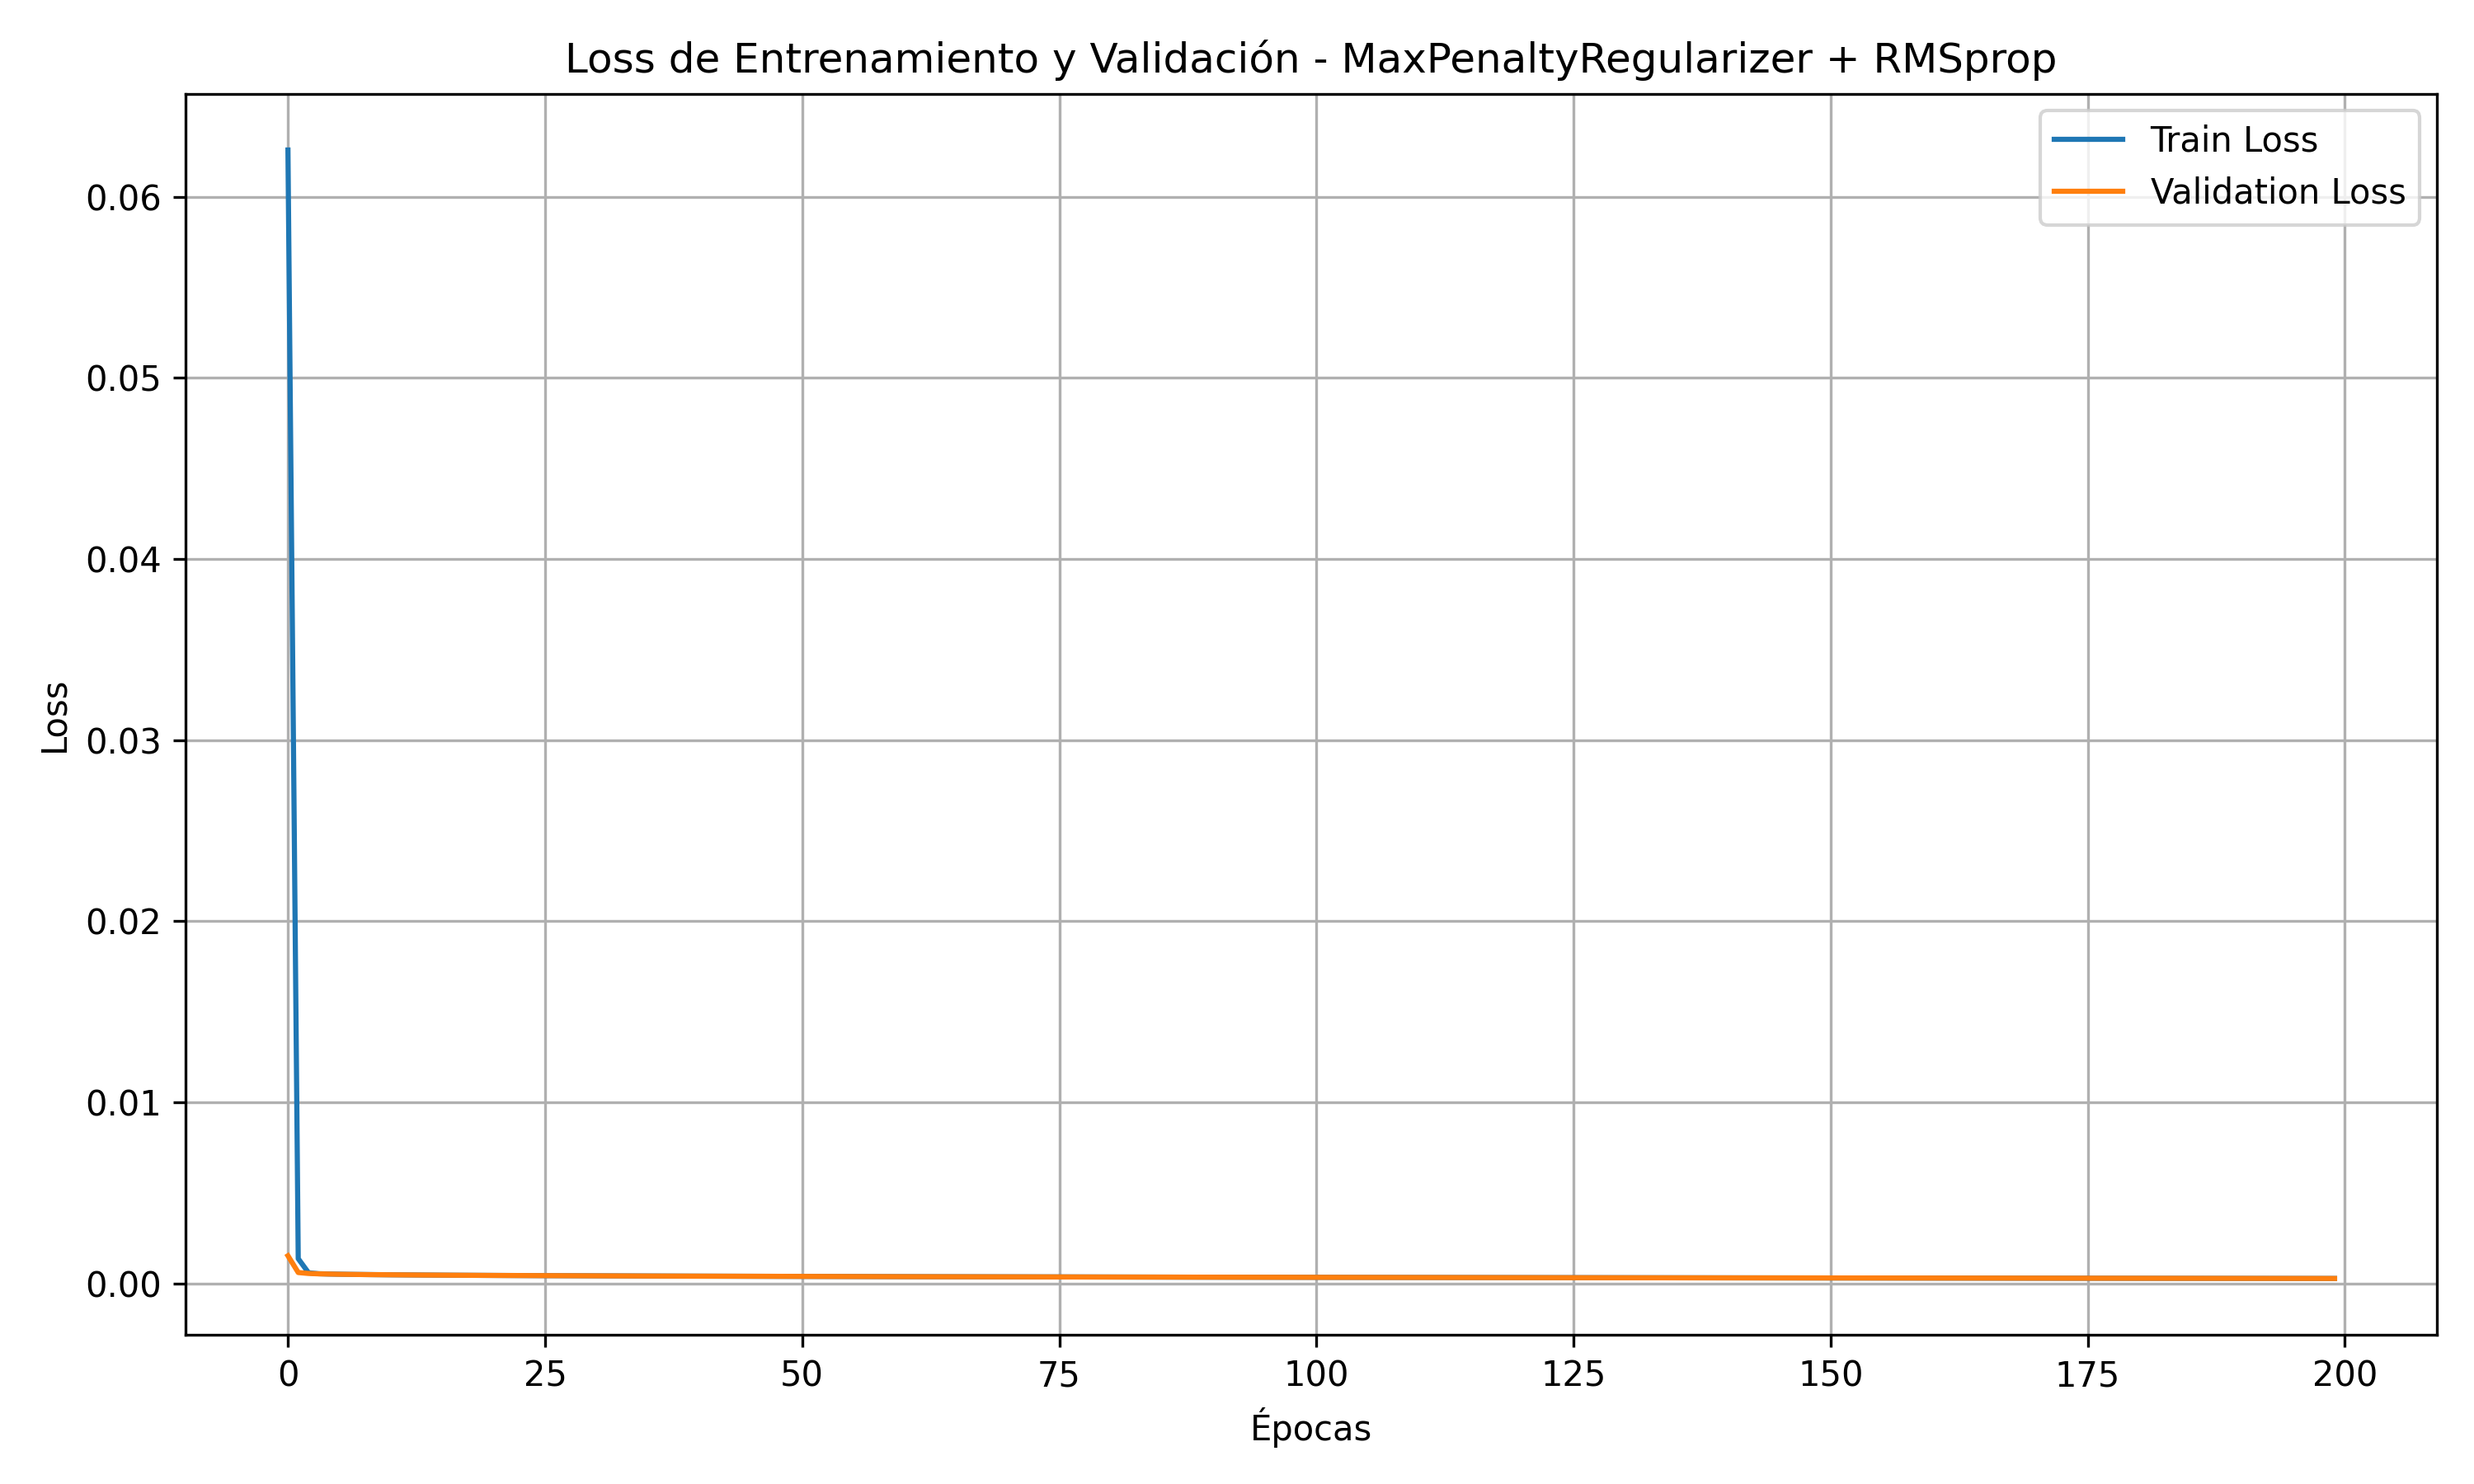 Loss de Entrenamiento y Validación - MaxPenaltyRegularizer + RMSprop
Train Loss
Validation Loss
0.06
0.05
0.04
0.03
0.02
0.01
0.00
Loss
0 25 50 75 100 125 150 175 200
Épocas